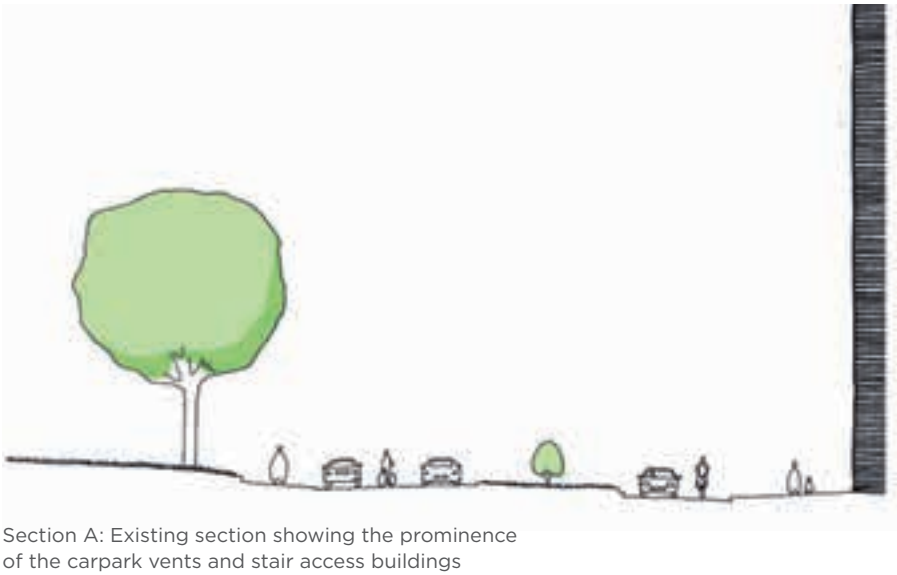 Section A: Existing section showing the prominence
of the carpark vents and stair access buildings